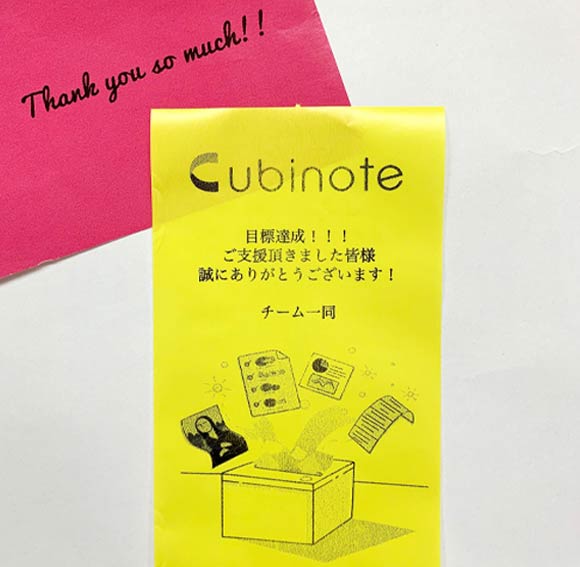 Thank you so much!!
Cubinote
目標達成！！！
ご支援頂きました皆様
誠にありがとうございます！
チーム一同